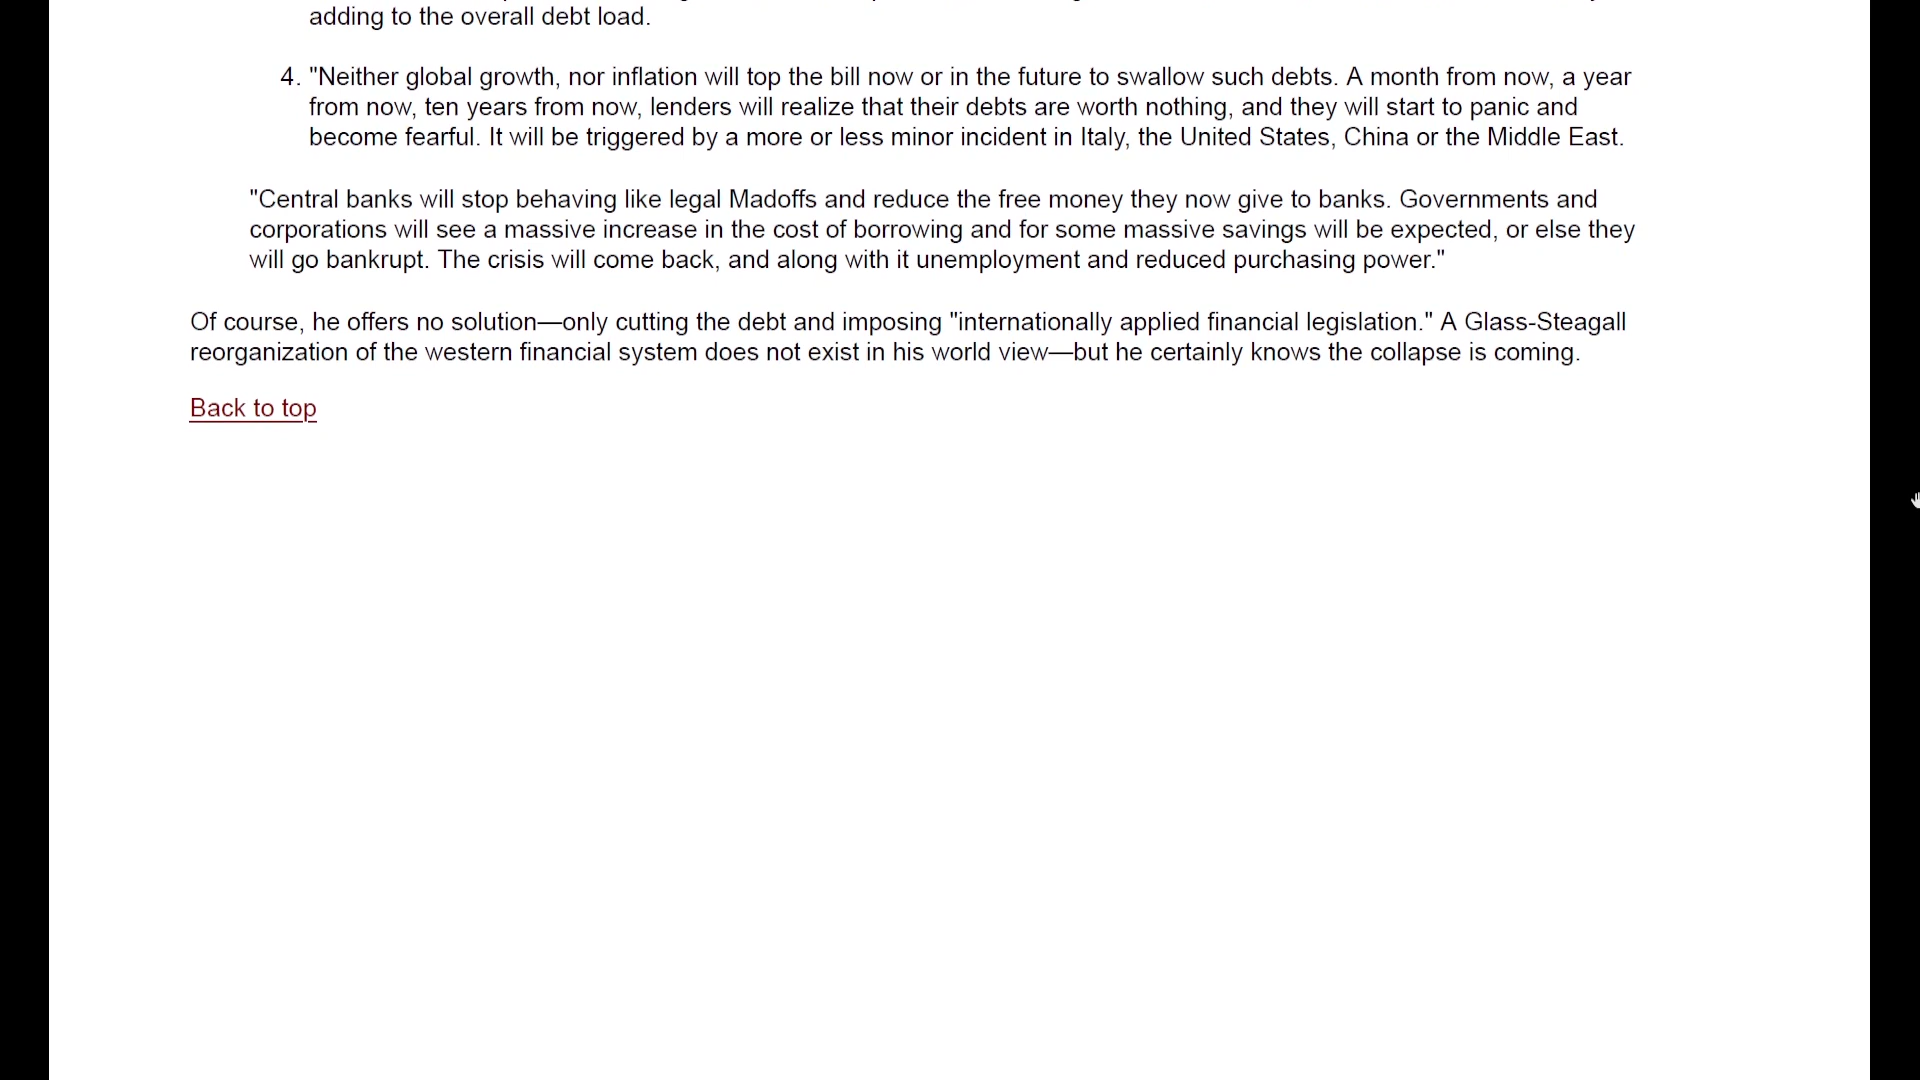 adding to the overall debt load.
4. "Neither global growth, nor inflation will top the bill now or in the future to swallow such debts. A month from now, a year
from now, ten years from now, lenders will realize that their debts are worth nothing, and they will start to panic and
become fearful. It will be triggered by a more or less minor incident in Italy, the United States, China or the Middle East.
"Central banks will stop behaving like legal Madoffs and reduce the free money they now give to banks. Governments and
corporations will see a massive increase in the cost of borrowing and for some massive savings will be expected, or else they
will go bankrupt. The crisis will come back, and along with it unemployment and reduced purchasing power."
Of course, he offers no solution—only cutting the debt and imposing "internationally applied financial legislation." A Glass-Steagall
reorganization of the western financial system does not exist in his world view—but he certainly knows the collapse is coming.
Back to top